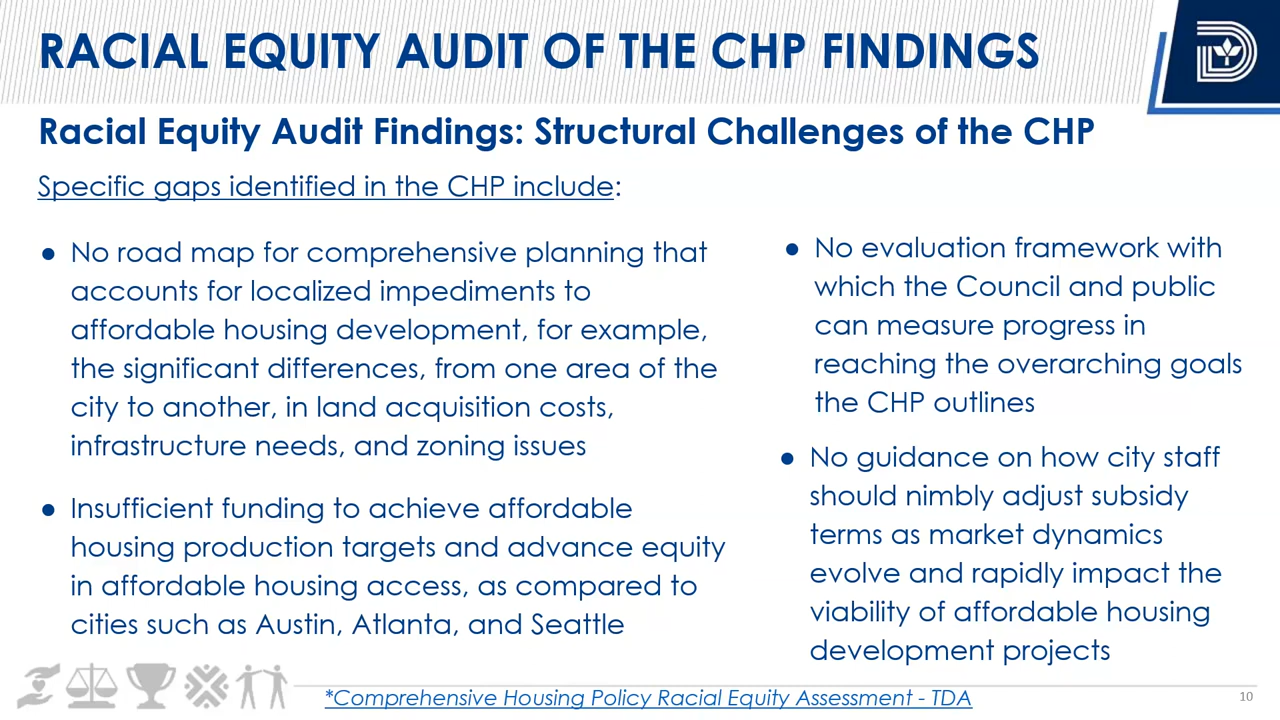 RACIAL EQUITY AUDIT OF THE CHP FINDINGS
Racial Equity Audit Findings: Structural Challenges of the CHP
Specific gaps identified in the CHP include:
● No road map for comprehensive planning that
accounts for localized impediments to
affordable housing development, for example,
the significant differences, from one area of the
city to another, in land acquisition costs,
infrastructure needs, and zoning issues
● Insufficient funding to achieve affordable
housing production targets and advance equity
in affordable housing access, as compared to
cities such as Austin, Atlanta, and Seattle
● No evaluation framework with
which the Council and public
can measure progress in
reaching the overarching goals
the CHP outlines
● No guidance on how city staff
should nimbly adjust subsidy
terms as market dynamics
evolve and rapidly impact the
viability of affordable housing
development projects
*Comprehensive Housing Policy Racial Equity Assessment - TDA
10